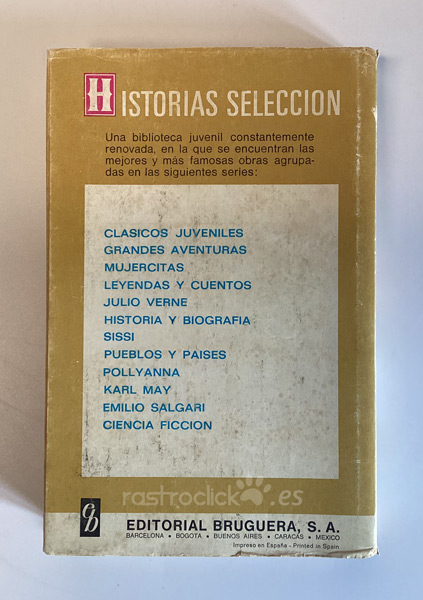 HISTORIAS SELECCION
Una biblioteca juvenil constantemente
renovada, en la que se encuentran las
mejores y más famosas obras agrupa-
das en las siguientes series:
CLASICOS JUVENILES
GRANDES AVENTURAS
MUJERCITAS
LEYENDAS Y CUENTOS
JULIO VERNE
HISTORIA Y BIOGRAFIA
SISSI
PUEBLOS Y PAISES
POLLYANNA
KARL MAY
EMILIO SALGARI
CIENCIA FICCION
rastroclick.es
EDITORIAL BRUGUERA, S. A.
BARCELONA • BOGOTA • BUENOS AIRES • CARACAS • MEXICO
Impreso en España - Printed in Spain